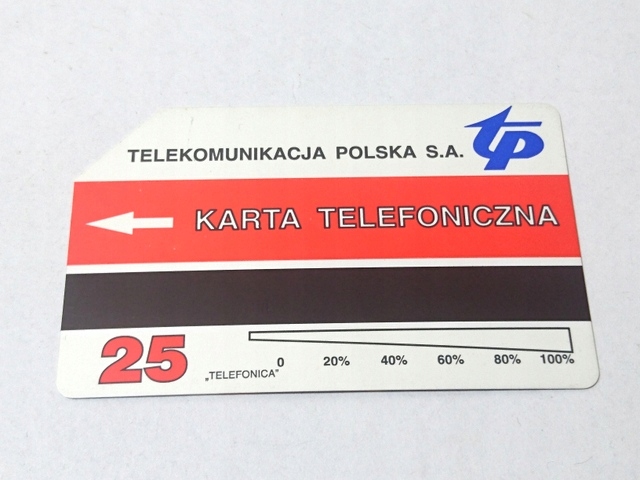 TELEKOMUNIKACJA POLSKA S.A. tp
KARTA TELEFONICZNA
25
„TELEFONICA”
0 20% 40% 60% 80% 100%